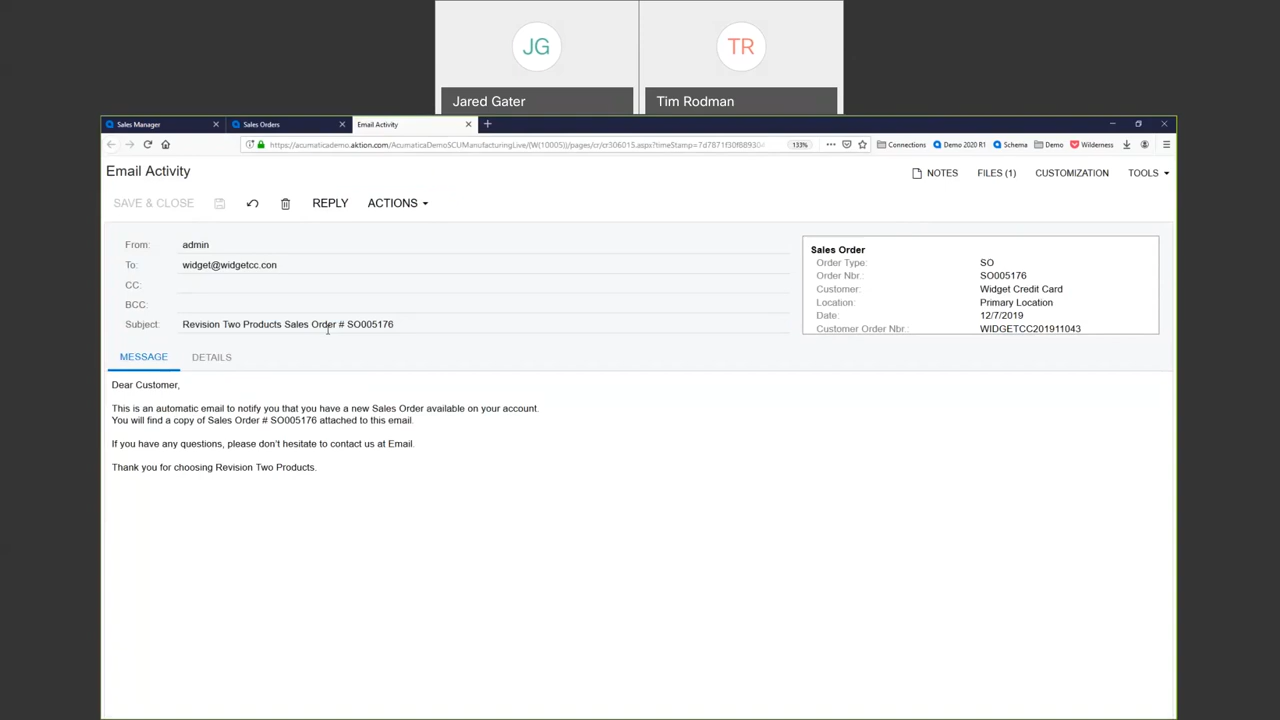 JG
TR
Jared Gater
Tim Rodman
Sales Manager
Sales Orders
Email Activity
133%
Connections
Demo 2020 R1
Schema
Demo
Wilderness
Email Activity
NOTES
FILES (1)
CUSTOMIZATION
TOOLS
SAVE & CLOSE
REPLY
ACTIONS
From: admin
To: widget@widgetcc.con
CC:
BCC:
Subject: Revision Two Products Sales Order # SO005176
Sales Order
Order Type: SO
Order Nbr.: SO005176
Customer: Widget Credit Card
Location: Primary Location
Date: 12/7/2019
Customer Order Nbr.: WIDGETCC201911043
MESSAGE
DETAILS
Dear Customer,
This is an automatic email to notify you that you have a new Sales Order available on your account.
You will find a copy of Sales Order # SO005176 attached to this email.
If you have any questions, please don't hesitate to contact us at Email.
Thank you for choosing Revision Two Products.